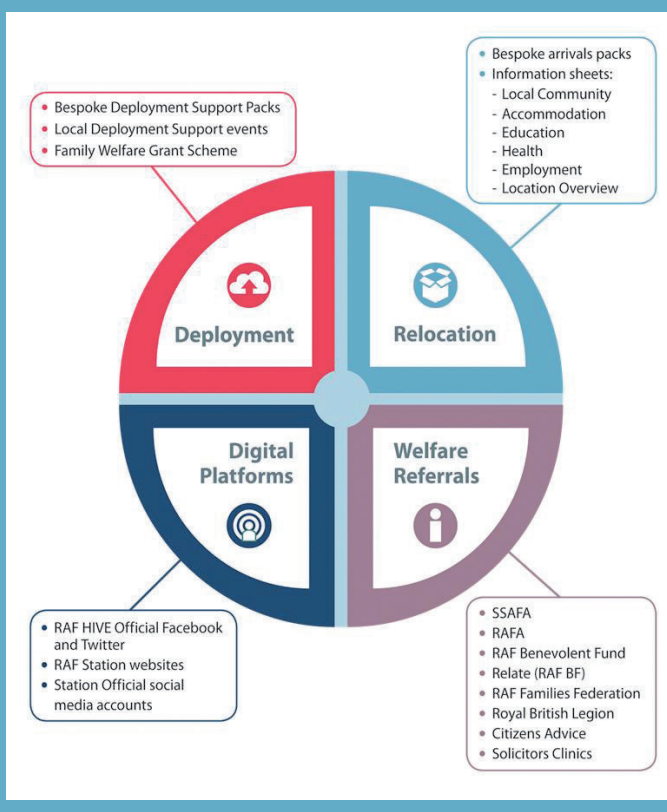 • Bespoke Deployment Support Packs
• Local Deployment Support events
• Family Welfare Grant Scheme
• Bespoke arrivals packs
• Information sheets:
- Local Community
- Accommodation
- Education
- Health
- Employment
- Location Overview
Deployment
Relocation
Digital
Platforms
Welfare
Referrals
• RAF HIVE Official Facebook
and Twitter
• RAF Station websites
• Station Official social
media accounts
• SSAFA
• RAFA
• RAF Benevolent Fund
• Relate (RAF BF)
• RAF Families Federation
• Royal British Legion
• Citizens Advice
• Solicitors Clinics